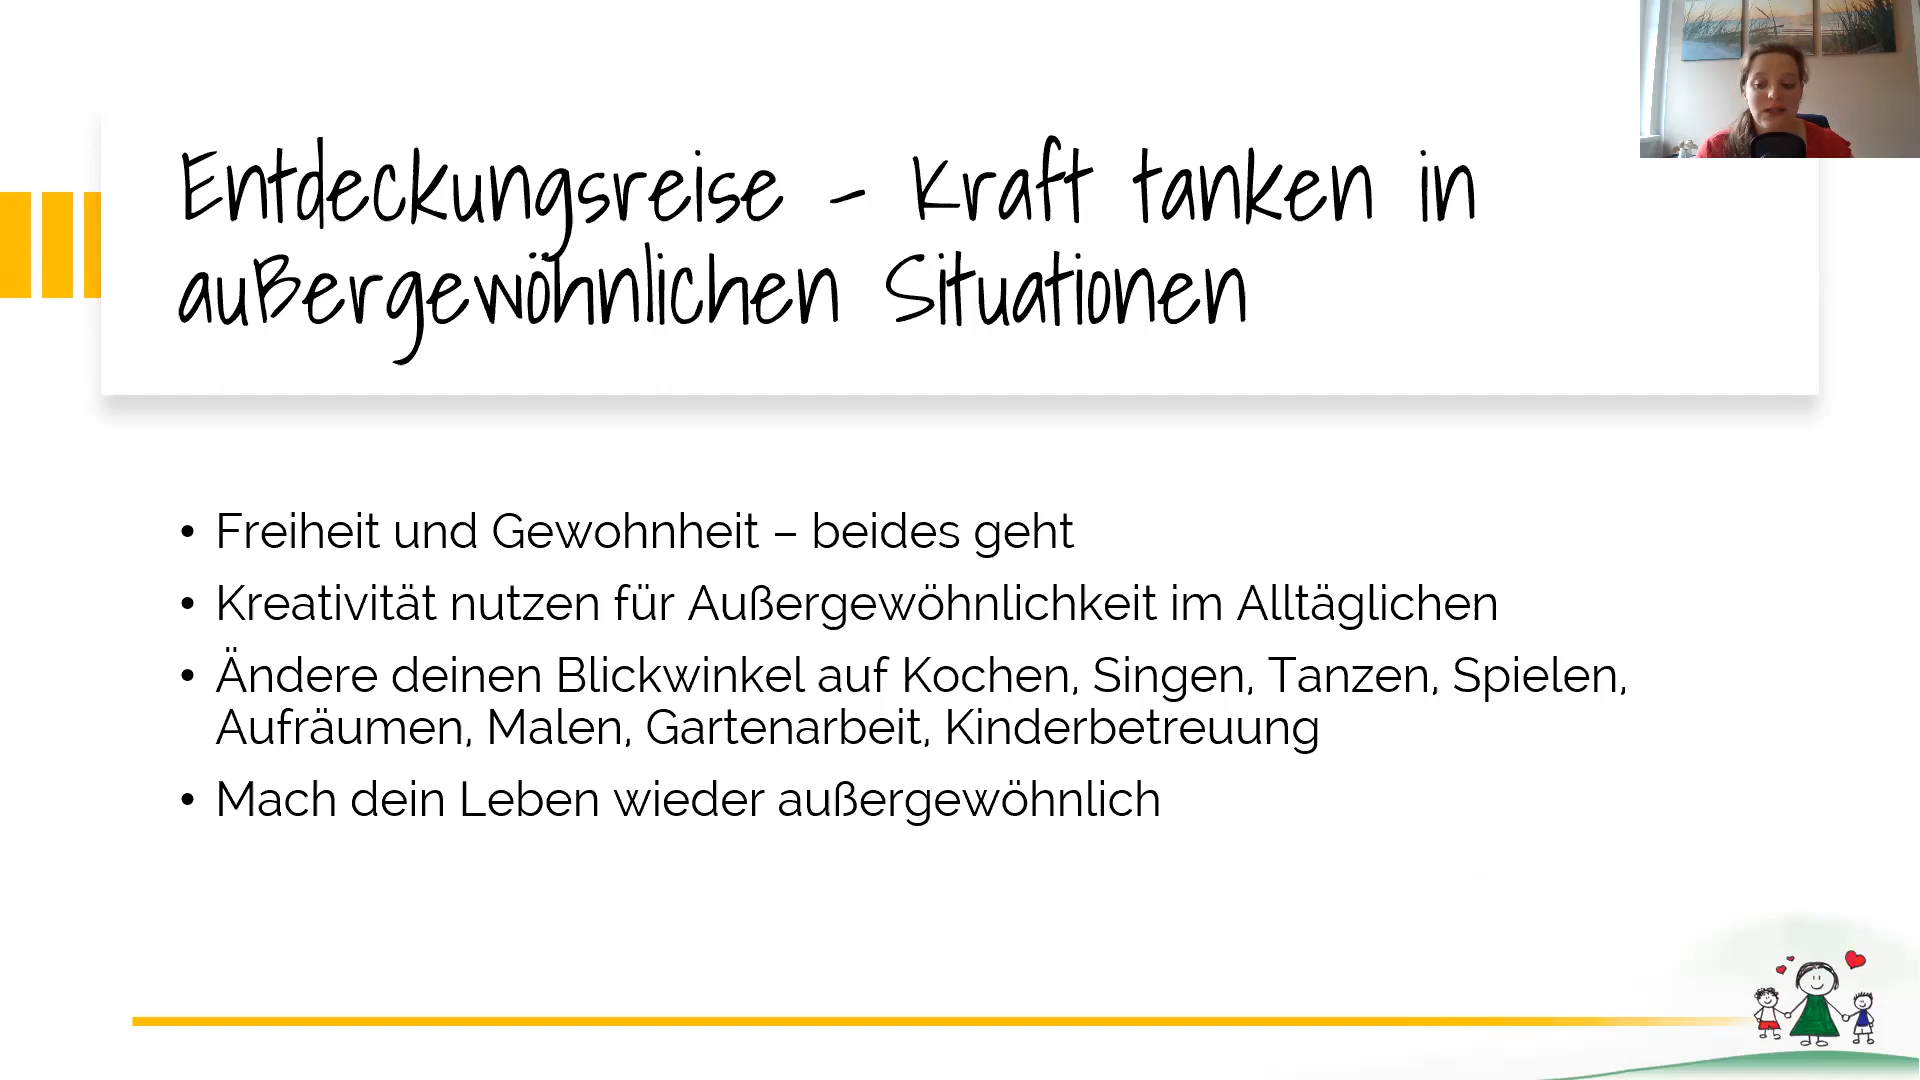 Entdeckungsreise - Kraft tanken in
außergewöhnlichen Situationen
• Freiheit und Gewohnheit – beides geht
• Kreativität nutzen für Außergewöhnlichkeit im Alltäglichen
• Ändere deinen Blickwinkel auf Kochen, Singen, Tanzen, Spielen,
Aufräumen, Malen, Gartenarbeit, Kinderbetreuung
• Mach dein Leben wieder außergewöhnlich